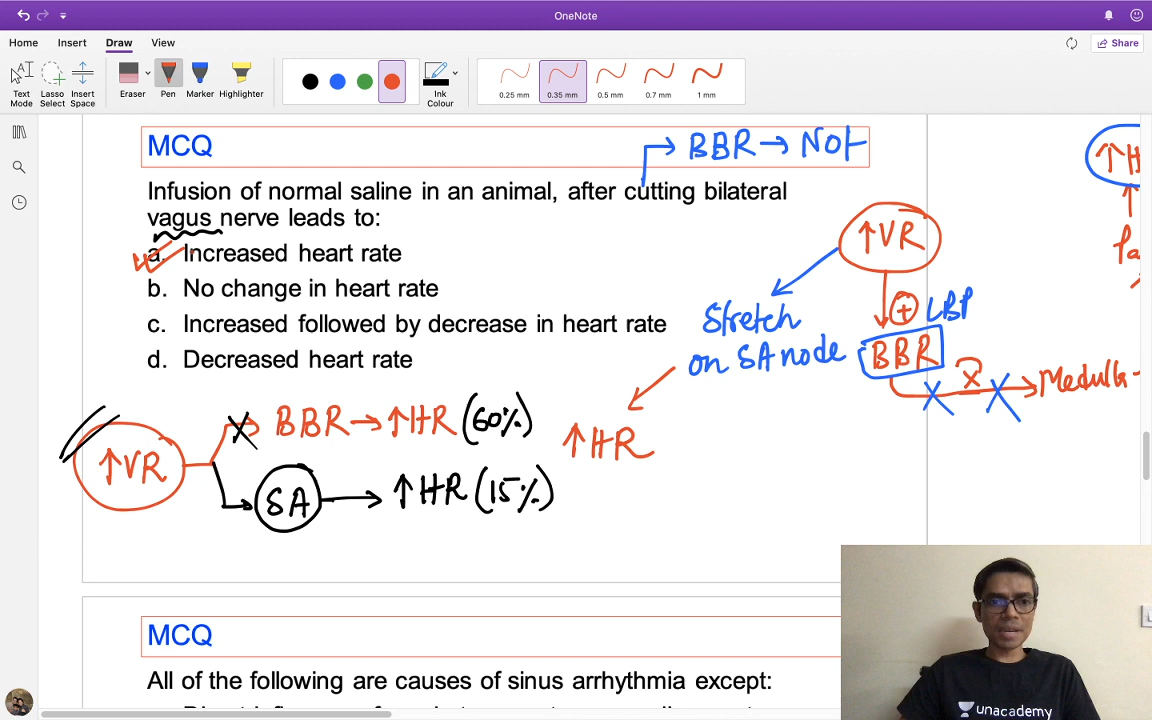 OneNote
Home Insert Draw View
Share
Text Mode
Lasso Select
Insert Space
Eraser
Pen
Marker
Highlighter
Ink Colour
0.25 mm
0.35 mm
0.5 mm
0.7 mm
1 mm
MCQ
BBR → Not
Infusion of normal saline in an animal, after cutting bilateral
vagus nerve leads to:
a. Increased heart rate
b. No change in heart rate
c. Increased followed by decrease in heart rate
d. Decreased heart rate
↑VR
Stretch
on SA node
↑HR
+ LBP
BBR
Medulla
↑H
↑VR
BBR → ↑HR (60%)
SA → ↑HR (15%)
MCQ
All of the following are causes of sinus arrhythmia except:
unacademy